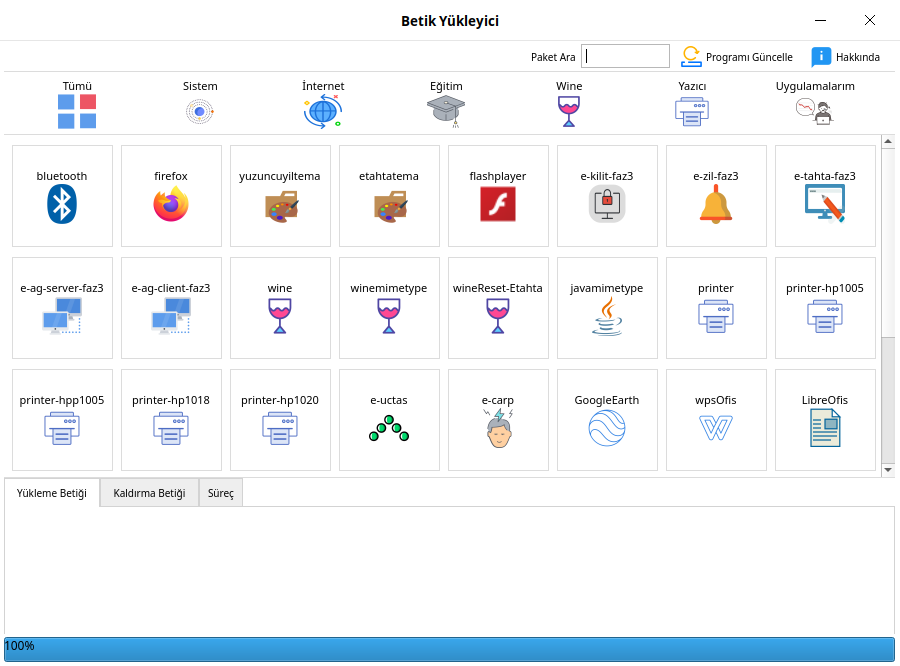 Betik Yükleyici
Paket Ara
Programı Güncelle
Hakkında
Tümü
Sistem
İnternet
Eğitim
Wine
Yazıcı
Uygulamalarım
bluetooth
firefox
yuzuncuyiltema
etahtatema
flashplayer
e-kilit-faz3
e-zil-faz3
e-tahta-faz3
e-ag-server-faz3
e-ag-client-faz3
wine
winemimetype
wineReset-Etahta
javamimetype
printer
printer-hp1005
printer-hpp1005
printer-hp1018
printer-hp1020
e-uctas
e-carp
GoogleEarth
wpsOfis
LibreOfis
Yükleme Betiği
Kaldırma Betiği
Süreç
100%